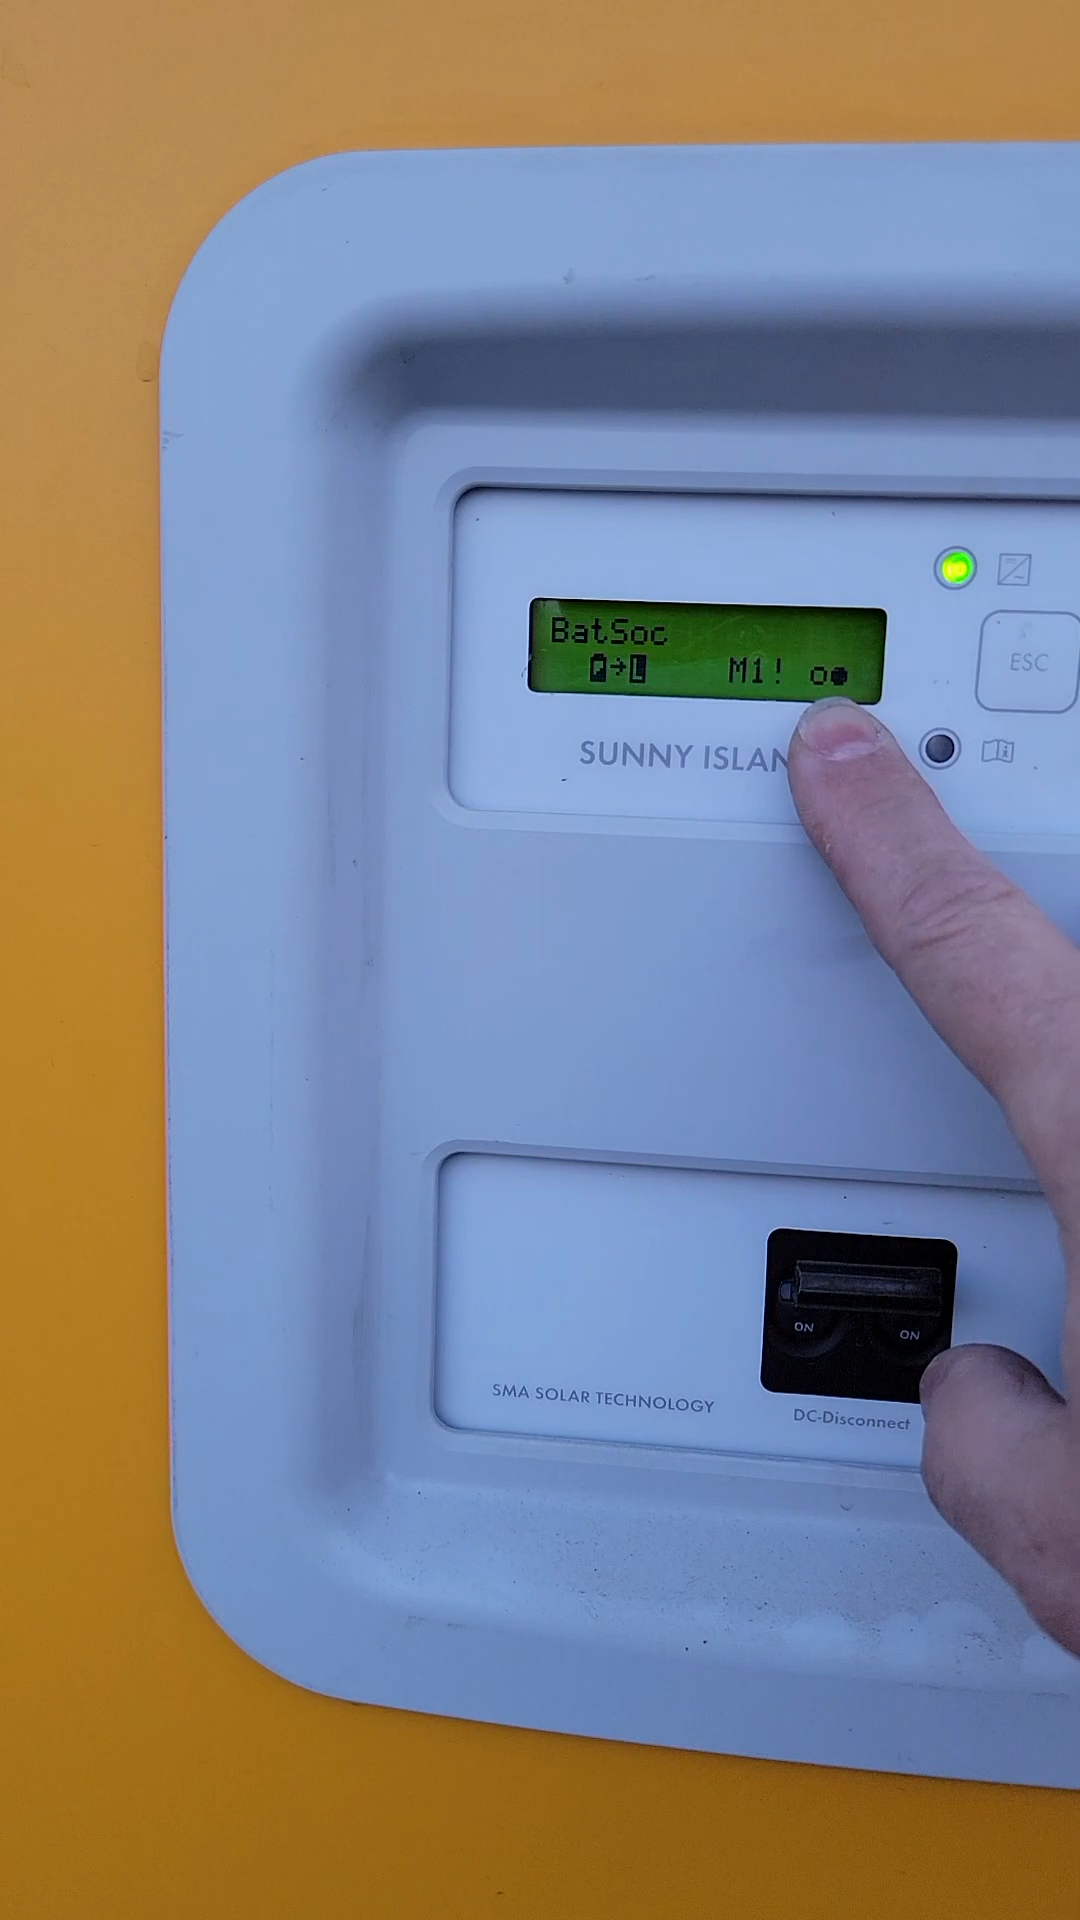 BatSoc
M1! o●
ESC
SUNNY ISLAN
ON ON
SMA SOLAR TECHNOLOGY
DC-Disconnect